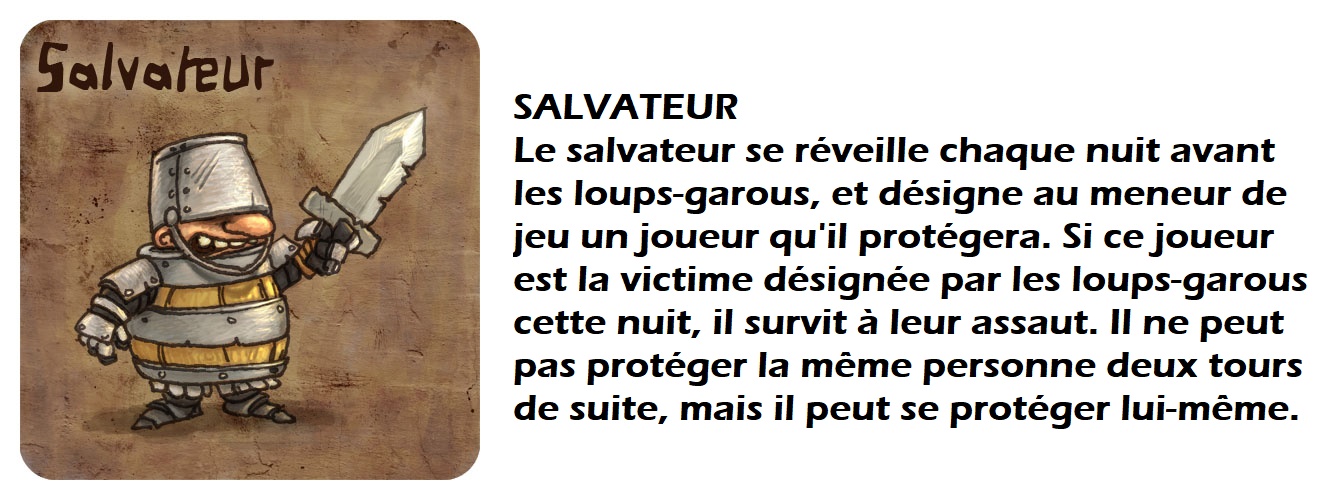 Salvateur
SALVATEUR
Le salvateur se réveille chaque nuit avant
les loups-garous, et désigne au meneur de
jeu un joueur qu'il protégera. Si ce joueur
est la victime désignée par les loups-garous
cette nuit, il survit à leur assaut. Il ne peut
pas protéger la même personne deux tours
de suite, mais il peut se protéger lui-même.